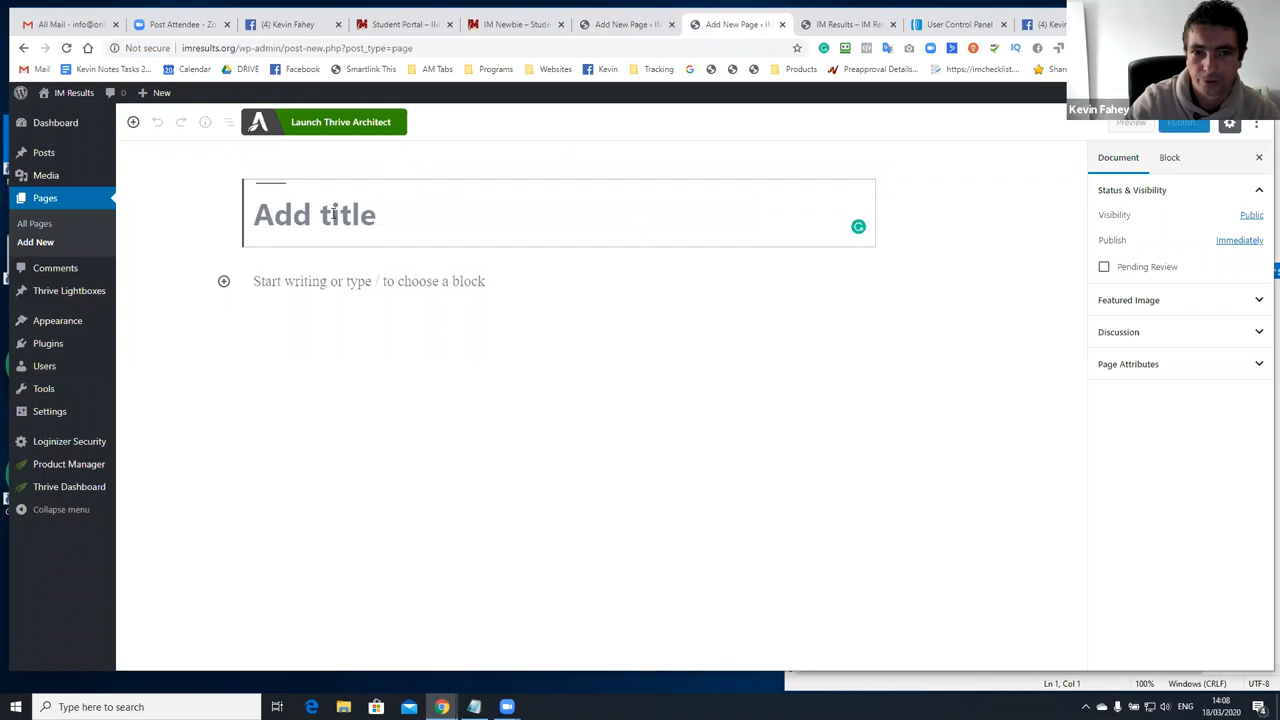 All Mail - info@onl
Post Attendee - Zo
(4) Kevin Fahey
Student Portal – IM
IM Newbie – Stude
Add New Page ‹ IM
Add New Page ‹ IM
IM Results – IM Res
User Control Panel
(4) Kevin
Not secure
imresults.org/wp-admin/post-new.php?post_type=page
Mail
Kevin Notes Tasks 2...
Calendar
DRIVE
Facebook
Smartlink This
AM Tabs
Programs
Websites
Kevin
Tracking
Products
Preapproval Detail...
https://imchecklist....
Share
Kevin Fahey
IM Results
0
New
Launch Thrive Architect
Preview
Publish...
Dashboard
Posts
Media
Pages
All Pages
Add New
Comments
Thrive Lightboxes
Appearance
Plugins
Users
Tools
Settings
Loginizer Security
Product Manager
Thrive Dashboard
Collapse menu
Add title
Start writing or type / to choose a block
Document
Block
Status & Visibility
Visibility
Public
Publish
Immediately
Pending Review
Featured Image
Discussion
Page Attributes
Ln 1, Col 1
100%
Windows (CRLF)
UTF-8
Type here to search
ENG
14:08
18/03/2020
4